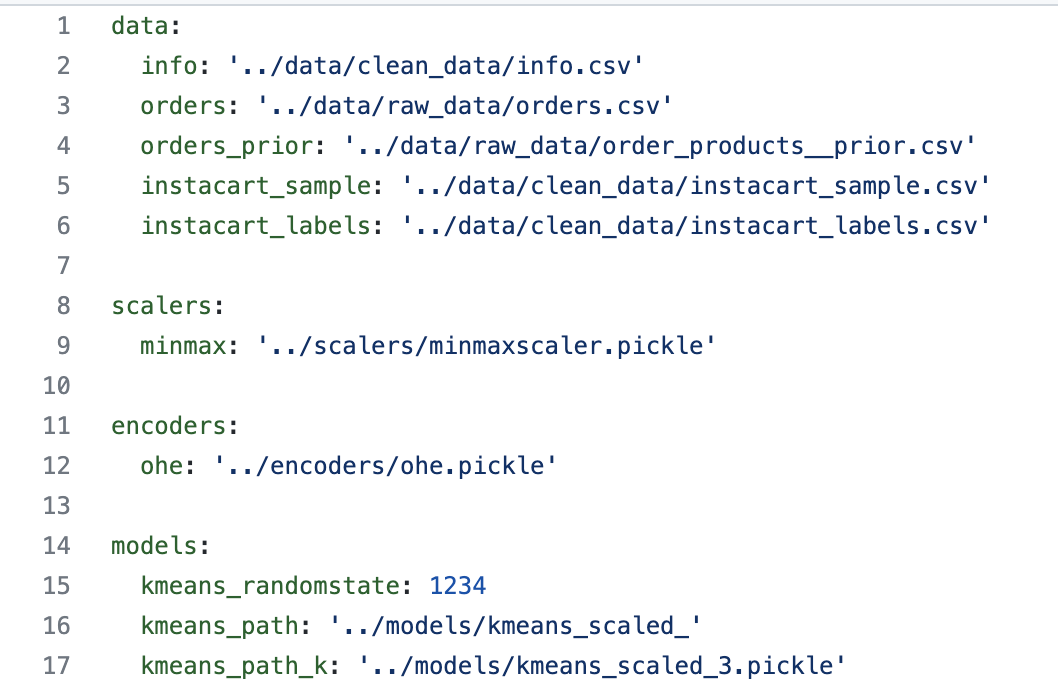 1 data:
2   info: '../data/clean_data/info.csv'
3   orders: '../data/raw_data/orders.csv'
4   orders_prior: '../data/raw_data/order_products__prior.csv'
5   instacart_sample: '../data/clean_data/instacart_sample.csv'
6   instacart_labels: '../data/clean_data/instacart_labels.csv'
7
8 scalers:
9   minmax: '../scalers/minmaxscaler.pickle'
10
11 encoders:
12   ohe: '../encoders/ohe.pickle'
13
14 models:
15   kmeans_randomstate: 1234
16   kmeans_path: '../models/kmeans_scaled_'
17   kmeans_path_k: '../models/kmeans_scaled_3.pickle'